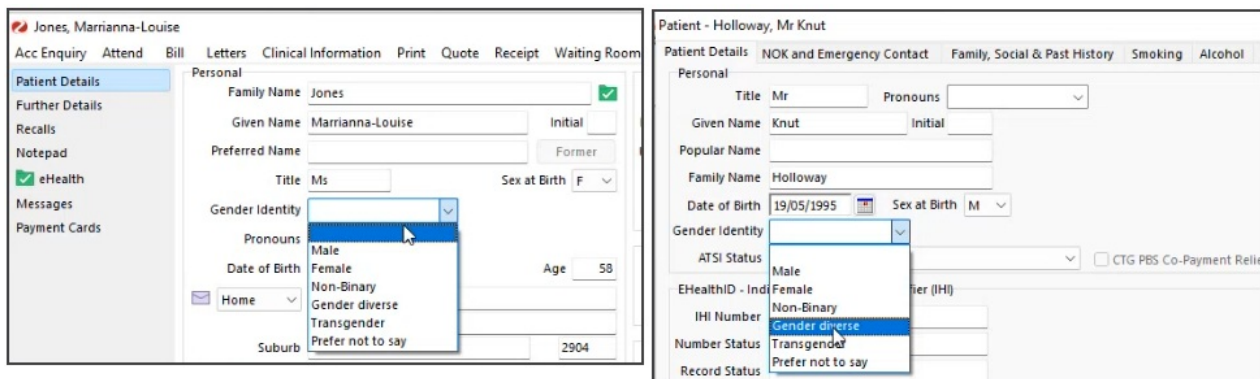 Jones, Marrianna-Louise
Acc Enquiry Attend Bill Letters Clinical Information Print Quote Receipt Waiting Room
Patient Details
Further Details
Recalls
Notepad
eHealth
Messages
Payment Cards
Personal
Family Name Jones
Given Name Marrianna-Louise Initial
Preferred Name Former
Title Ms Sex at Birth F
Gender Identity
Pronouns
Male
Date of Birth Female Age 58
Non-Binary
Home Gender diverse
Transgender
Suburb Prefer not to say 2904
Patient - Holloway, Mr Knut
Patient Details NOK and Emergency Contact Family, Social & Past History Smoking Alcohol
Personal
Title Mr Pronouns
Given Name Knut Initial
Popular Name
Family Name Holloway
Date of Birth 19/05/1995 Sex at Birth M
Gender Identity
ATSI Status CTG PBS Co-Payment Relie
Male
EHealthID - Indi Female fier (IHI)
Non-Binary
IHI Number Gender diverse
Number Status Transgender
Prefer not to say
Record Status